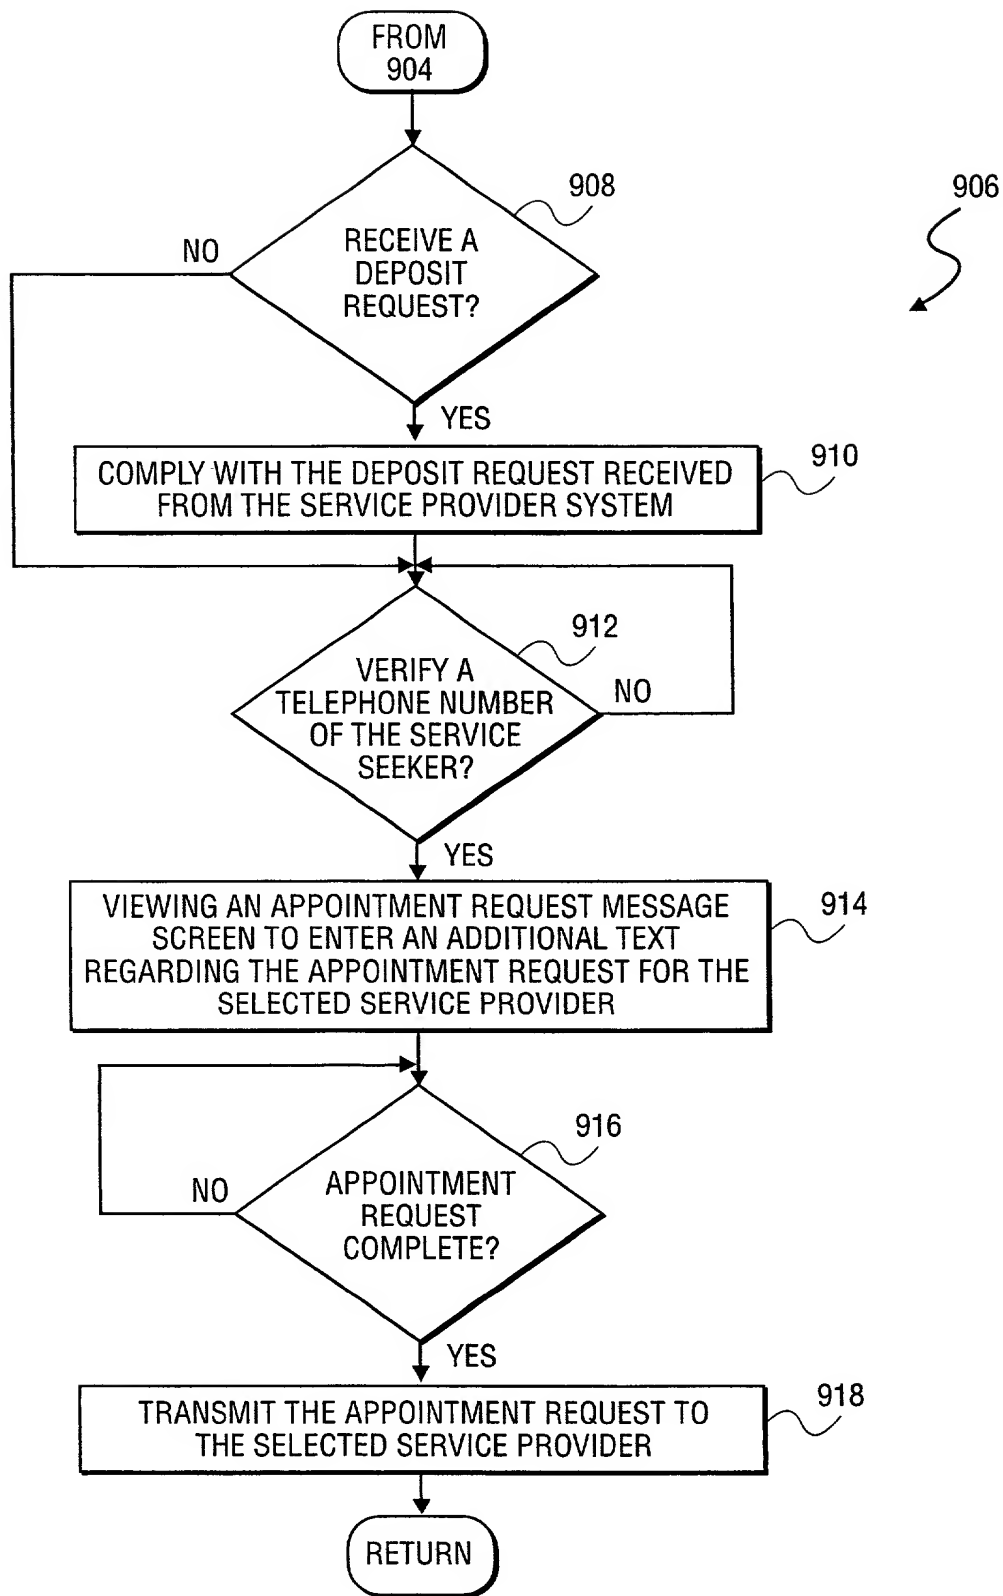 FROM
904
908
906
NO
RECEIVE A
DEPOSIT
REQUEST?
YES
910
COMPLY WITH THE DEPOSIT REQUEST RECEIVED
FROM THE SERVICE PROVIDER SYSTEM
912
VERIFY A
TELEPHONE NUMBER
OF THE SERVICE
SEEKER?
NO
YES
914
VIEWING AN APPOINTMENT REQUEST MESSAGE
SCREEN TO ENTER AN ADDITIONAL TEXT
REGARDING THE APPOINTMENT REQUEST FOR THE
SELECTED SERVICE PROVIDER
916
NO
APPOINTMENT
REQUEST
COMPLETE?
YES
918
TRANSMIT THE APPOINTMENT REQUEST TO
THE SELECTED SERVICE PROVIDER
RETURN